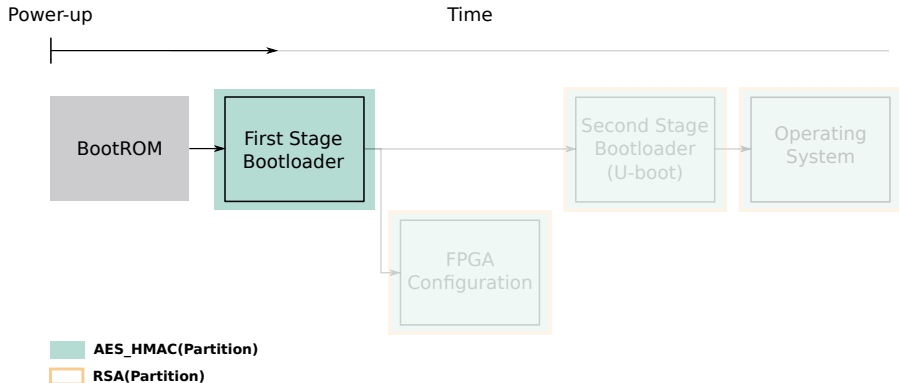 Power-up
Time
BootROM
First Stage
Bootloader
Second Stage
Bootloader
(U-boot)
Operating
System
FPGA
Configuration
AES_HMAC(Partition)
RSA(Partition)